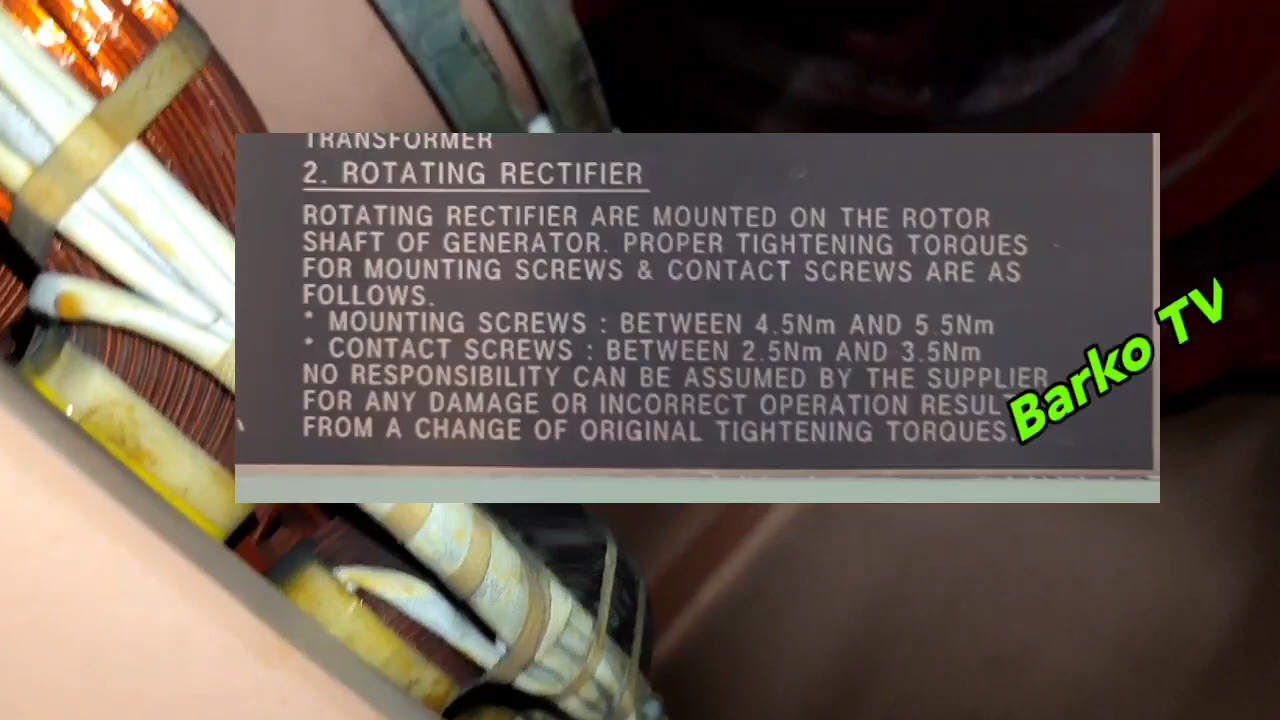 TRANSFORMER
2. ROTATING RECTIFIER
ROTATING RECTIFIER ARE MOUNTED ON THE ROTOR
SHAFT OF GENERATOR. PROPER TIGHTENING TORQUES
FOR MOUNTING SCREWS & CONTACT SCREWS ARE AS
FOLLOWS.
* MOUNTING SCREWS : BETWEEN 4.5Nm AND 5.5Nm
* CONTACT SCREWS : BETWEEN 2.5Nm AND 3.5Nm
NO RESPONSIBILITY CAN BE ASSUMED BY THE SUPPLIER
FOR ANY DAMAGE OR INCORRECT OPERATION RESUL
FROM A CHANGE OF ORIGINAL TIGHTENING TORQUES.
Barko TV